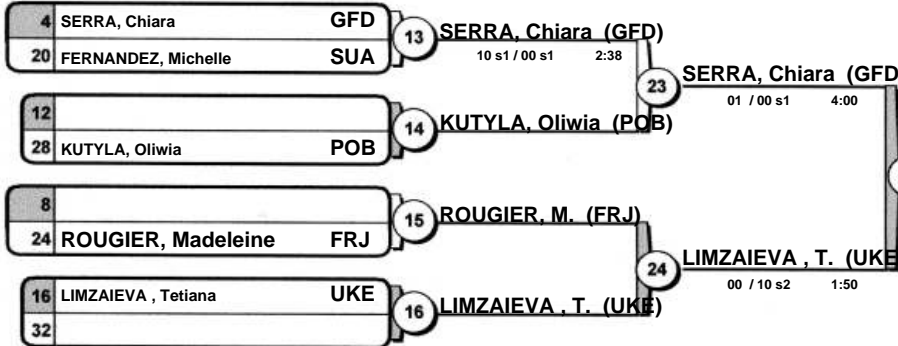 4 SERRA, Chiara GFD
20 FERNANDEZ, Michelle SUA
13
SERRA, Chiara (GFD)
10 s1 / 00 s1 2:38
12
28 KUTYLA, Oliwia POB
14
KUTYLA, Oliwia (POB)
23
SERRA, Chiara (GFD
01 / 00 s1 4:00
8
24 ROUGIER, Madeleine FRJ
15
ROUGIER, M. (FRJ)
16 LIMZAIEVA , Tetiana UKE
32
16
LIMZAIEVA , T. (UKE)
24
LIMZAIEVA , T. (UKE
00 / 10 s2 1:50